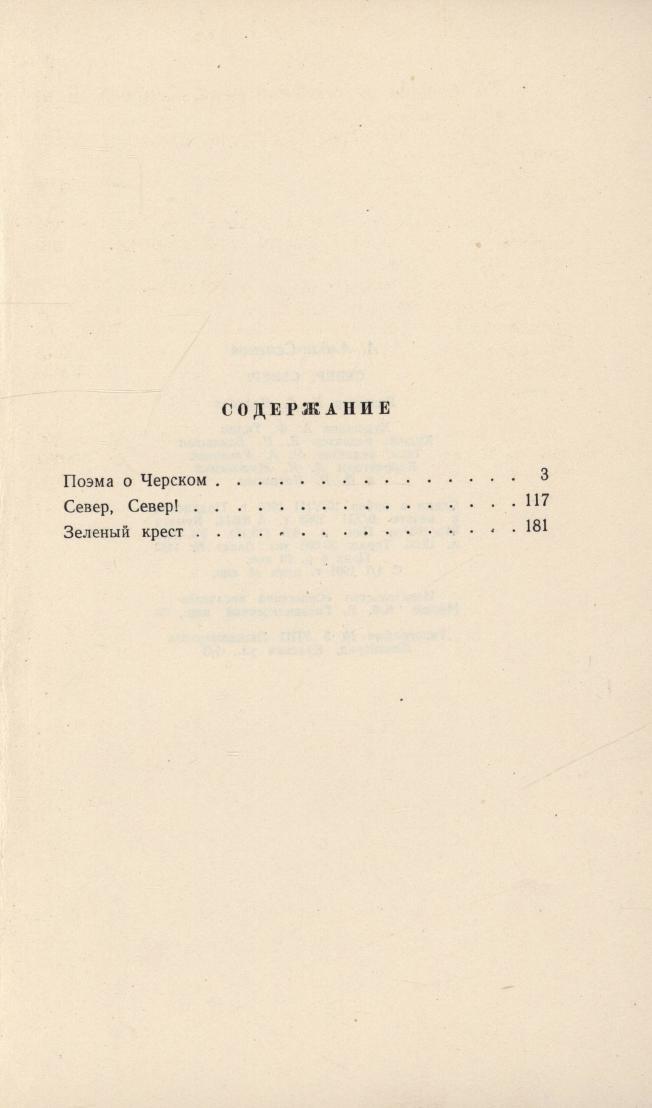 СОДЕРЖАНИЕ
Поэма о Черском . . . . . . . . . . . . . . . . 3
Север, Север! . . . . . . . . . . . . . . . . . 117
Зеленый крест . . . . . . . . . . . . . . . . . 181